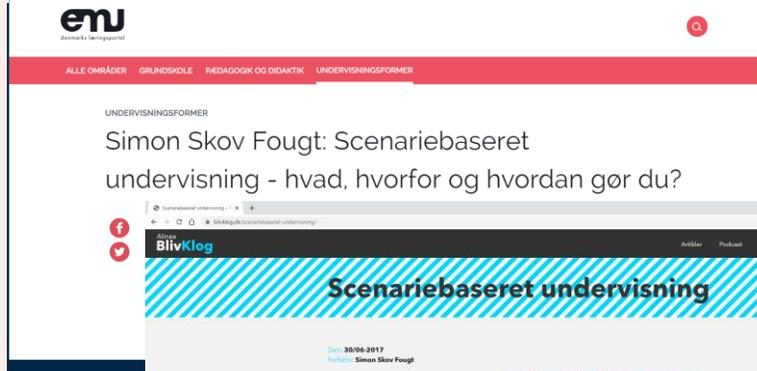 emu
danmarks læringsportal
ALLE OMRÅDER GRUNDSKOLE PÆDAGOGIK OG DIDAKTIK UNDERVISNINGSFORMER
UNDERVISNINGSFORMER
Simon Skov Fougt: Scenariebaseret
undervisning - hvad, hvorfor og hvordan gør du?
Scenariebaseret undervisning -
blivklog.dk/scenariebaseret-undervisning/
Alinea
BlivKlog
Artikler Podcast
Scenariebaseret undervisning
Dato: 30/06-2017
Forfatter: Simon Skov Fougt